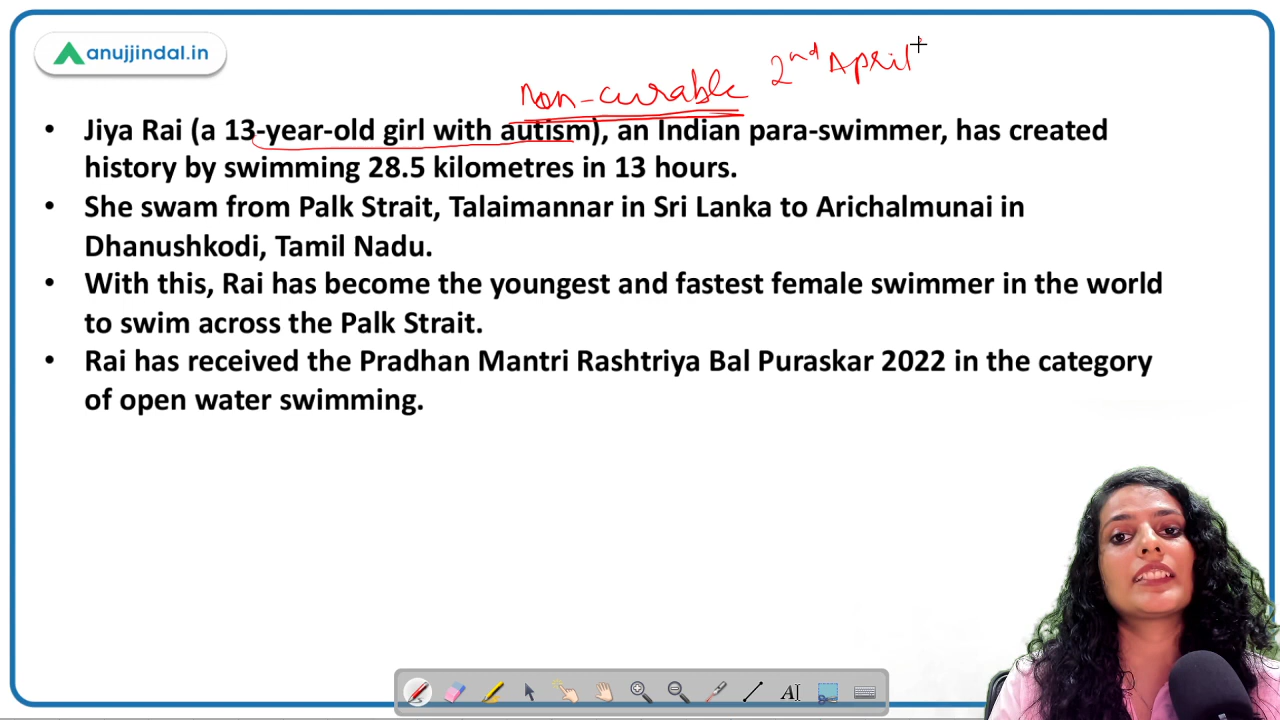 anujjindal.in
Non-curable 2nd April
• Jiya Rai (a 13-year-old girl with autism), an Indian para-swimmer, has created
history by swimming 28.5 kilometres in 13 hours.
• She swam from Palk Strait, Talaimannar in Sri Lanka to Arichalmunai in
Dhanushkodi, Tamil Nadu.
• With this, Rai has become the youngest and fastest female swimmer in the world
to swim across the Palk Strait.
• Rai has received the Pradhan Mantri Rashtriya Bal Puraskar 2022 in the category
of open water swimming.
AI